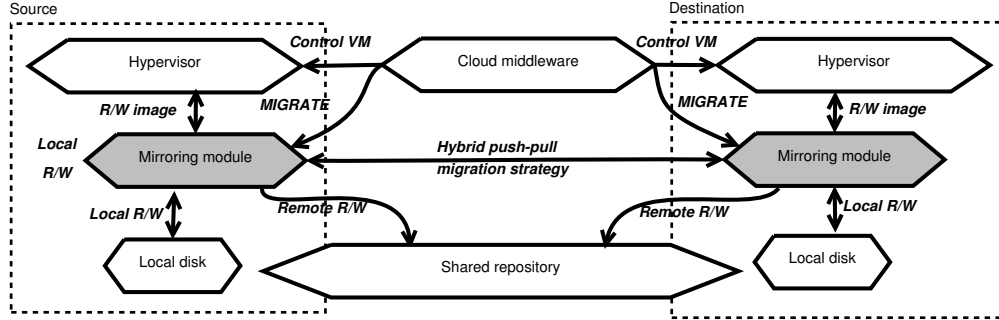 Source
Destination
Control VM
Control VM
Hypervisor
Cloud middleware
Hypervisor
R/W image
MIGRATE
MIGRATE
R/W image
Local
R/W
Mirroring module
Hybrid push-pull
migration strategy
Mirroring module
Local R/W
Remote R/W
Remote R/W
Local R/W
Local disk
Shared repository
Local disk